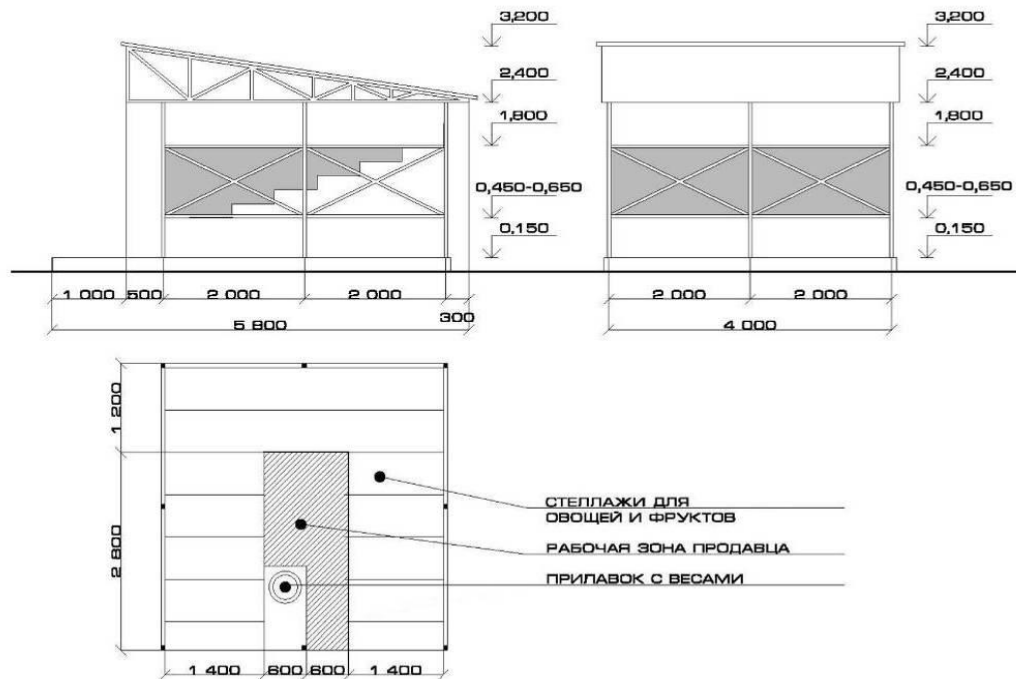 3,200
2,400
1,800
0,450-0,650
0,150
1 000 500 2 000 2 000
300
5 800
3,200
2,400
1,800
0,450-0,650
0,150
2 000 2 000
4 000
1 200
2 800
СТЕЛЛАЖИ ДЛЯ
ОВОЩЕЙ И ФРУКТОВ
РАБОЧАЯ ЗОНА ПРОДАВЦА
ПРИЛАВОК С ВЕСАМИ
1 400 600 600 1 400